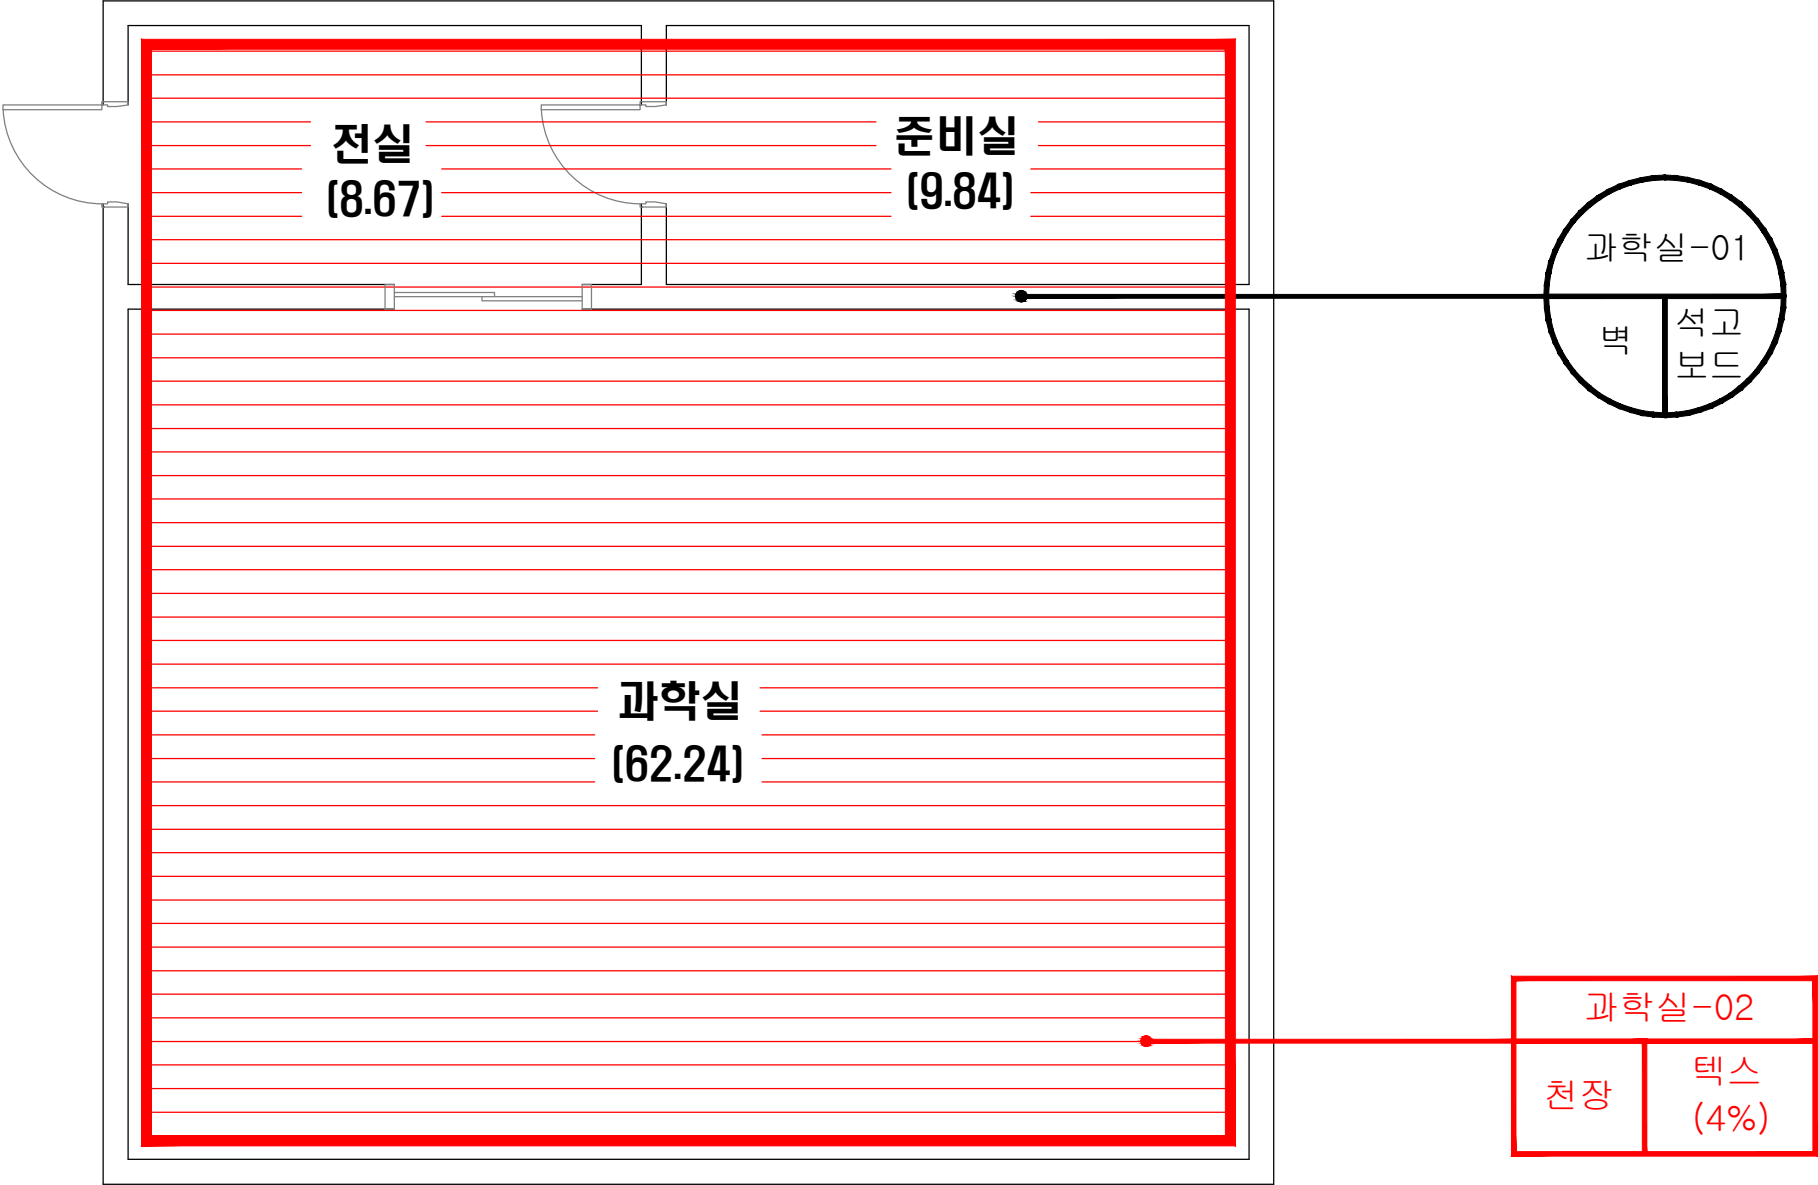 전실
(8.67)
준비실
(9.84)
과학실-01
벽
석고
보드
과학실
(62.24)
과학실-02
천장
텍스
(4%)